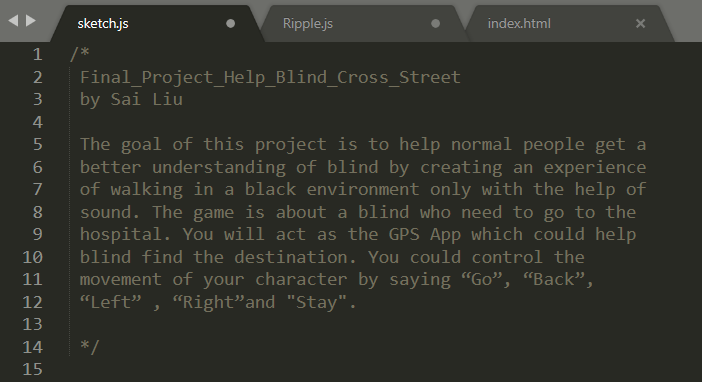 sketch.js Ripple.js index.html
1 /*
2 Final_Project_Help_Blind_Cross_Street
3 by Sai Liu
4
5 The goal of this project is to help normal people get a
6 better understanding of blind by creating an experience
7 of walking in a black environment only with the help of
8 sound. The game is about a blind who need to go to the
9 hospital. You will act as the GPS App which could help
10 blind find the destination. You could control the
11 movement of your character by saying “Go”, “Back”,
12 “Left” , “Right”and "Stay".
13
14 */
15